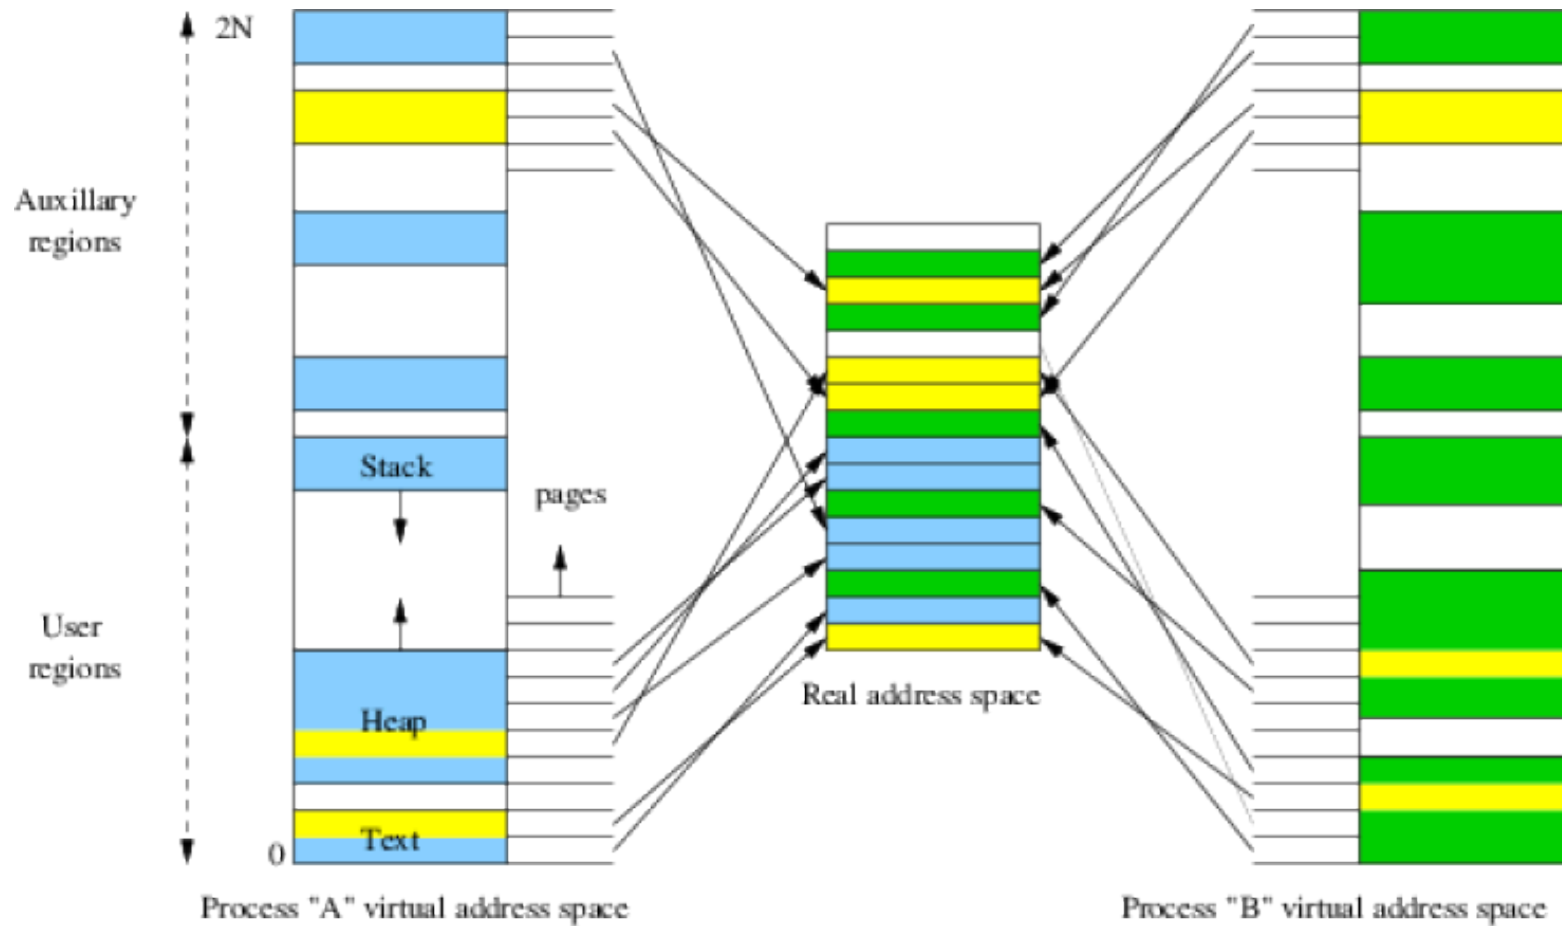 2N
Auxillary
regions
Stack
pages
User
regions
Heap
Real address space
Text
0
Process "A" virtual address space
Process "B" virtual address space